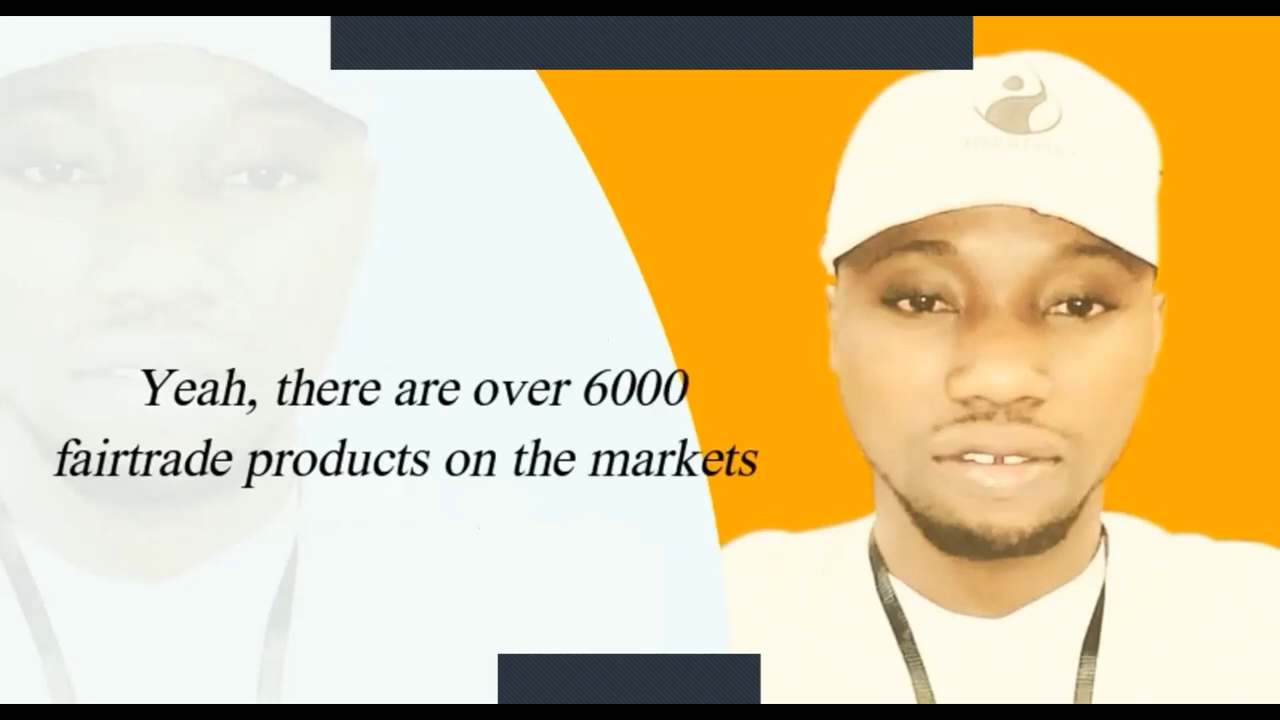 Yeah, there are over 6000
fairtrade products on the markets